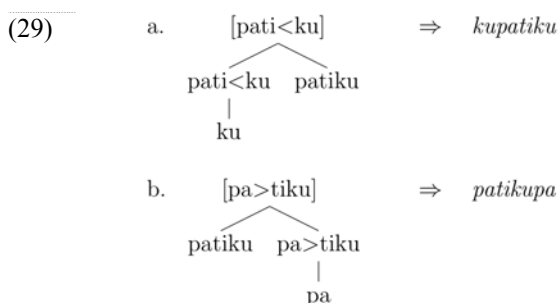 (29) a. [pati<ku] ⇒ kupatiku
pati<ku patiku
ku
b. [pa>tiku] ⇒ patikupa
patiku pa>tiku
pa